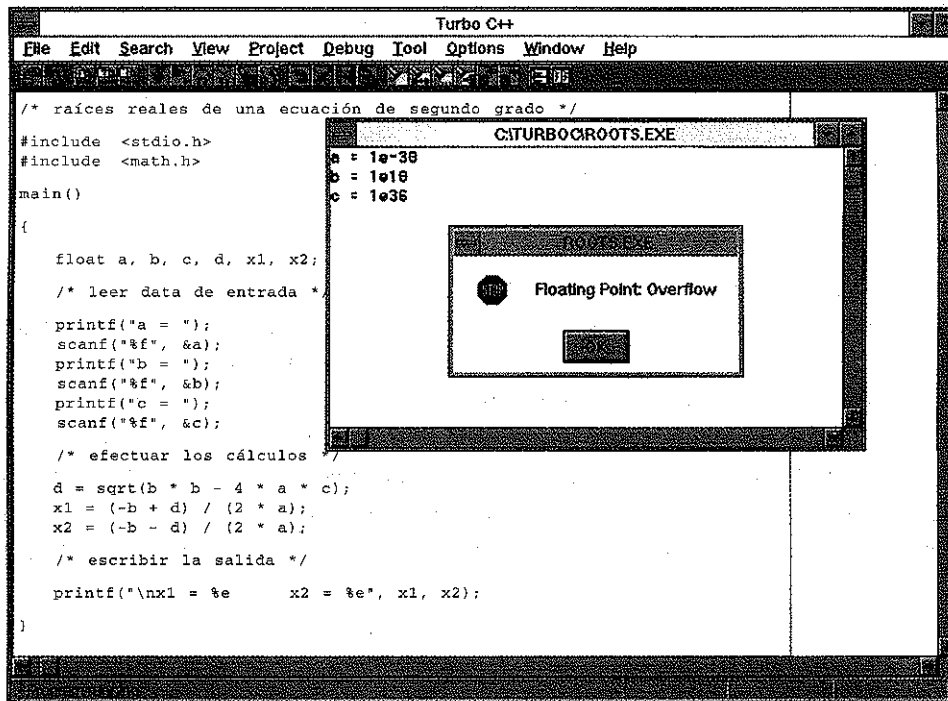 Turbo C++
File Edit Search View Project Debug Tool Options Window Help
/* raíces reales de una ecuación de segundo grado */
#include <stdio.h>
#include <math.h>
main()
{
float a, b, c, d, x1, x2;
/* leer data de entrada */
printf("a = ");
scanf("%f", &a);
printf("b = ");
scanf("%f", &b);
printf("c = ");
scanf("%f", &c);
/* efectuar los cálculos */
d = sqrt(b * b - 4 * a * c);
x1 = (-b + d) / (2 * a);
x2 = (-b - d) / (2 * a);
/* escribir la salida */
printf("\nx1 = %e x2 = %e", x1, x2);
}
C:\TURBOC\ROOTS.EXE
a = 1e-30
b = 1e10
c = 1e36
ROOTS.EXE
Floating Point: Overflow
OK